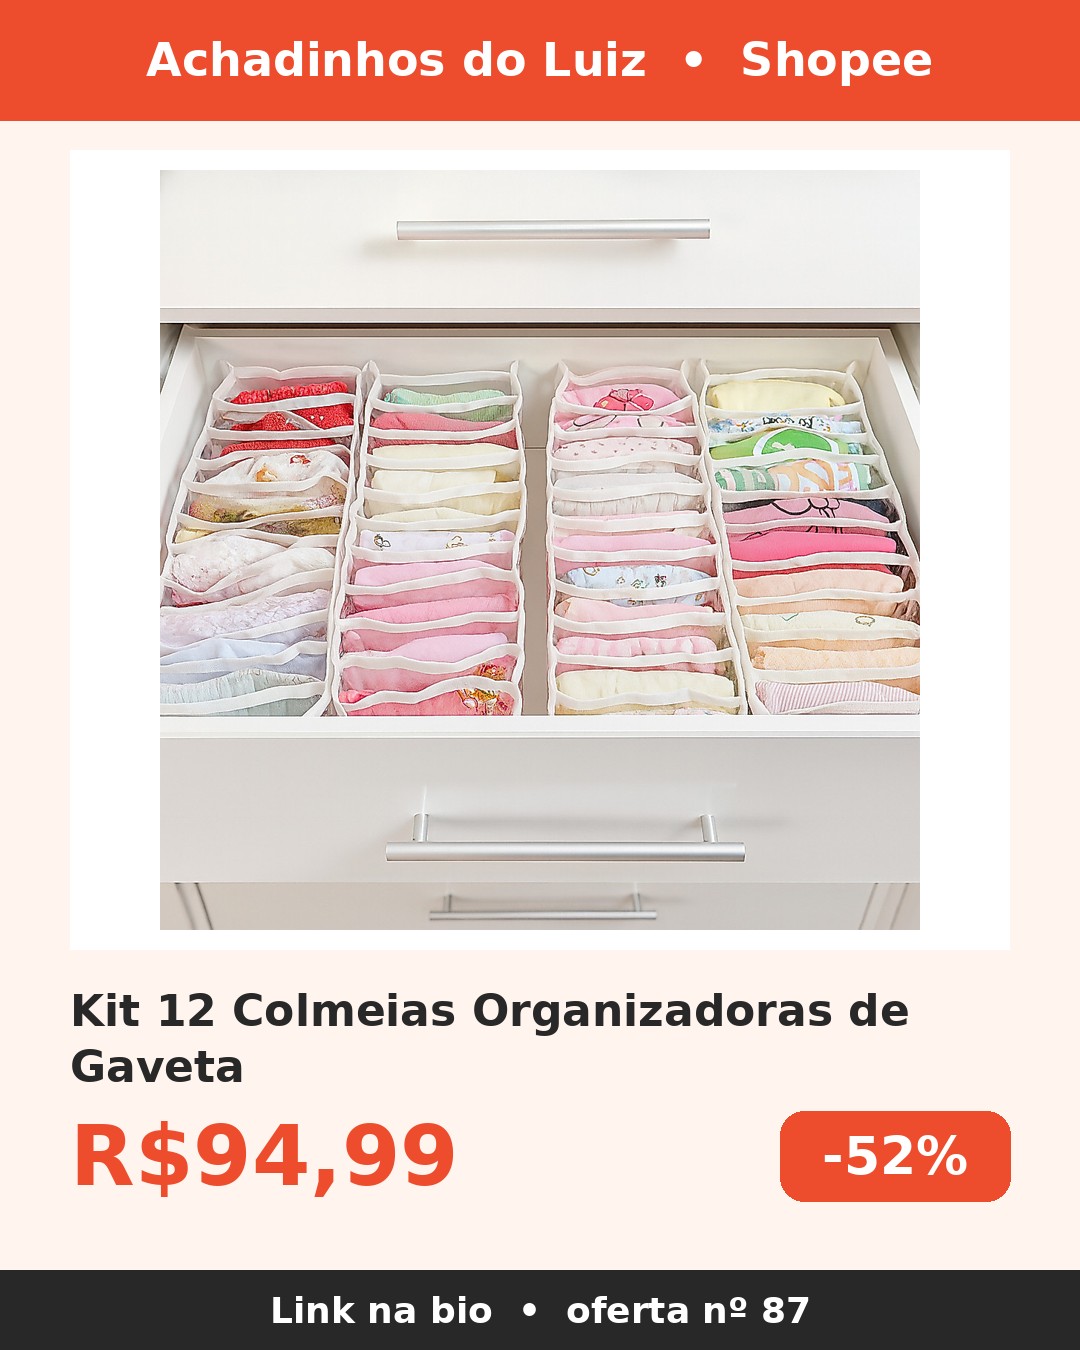 Achadinhos do Luiz • Shopee
Kit 12 Colmeias Organizadoras de
Gaveta
R$94,99
-52%
Link na bio • oferta nº 87